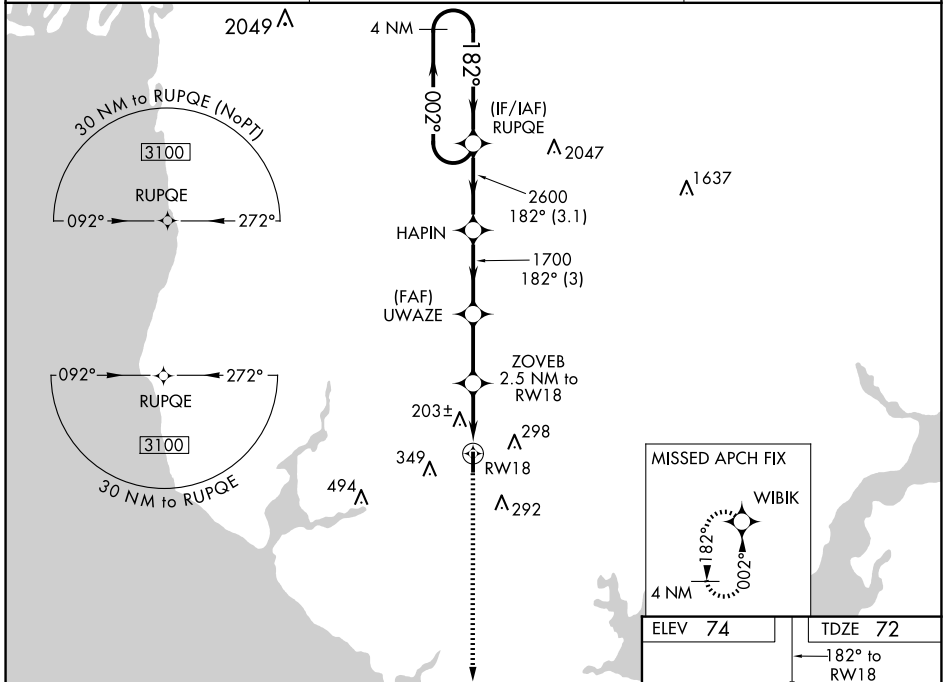 2049
4 NM
182°
002°
(IF/IAF)
RUPQE
2047
1637
30 NM to RUPQE (NoPT)
3100
RUPQE
092°
272°
2600
182° (3.1)
HAPIN
1700
182° (3)
(FAF)
UWAZE
ZOVEB
2.5 NM to
RW18
092°
272°
RUPQE
3100
30 NM to RUPQE
203±
298
349
RW18
494
292
MISSED APCH FIX
WIBIK
182°
002°
4 NM
ELEV 74
TDZE 72
182° to
RW18